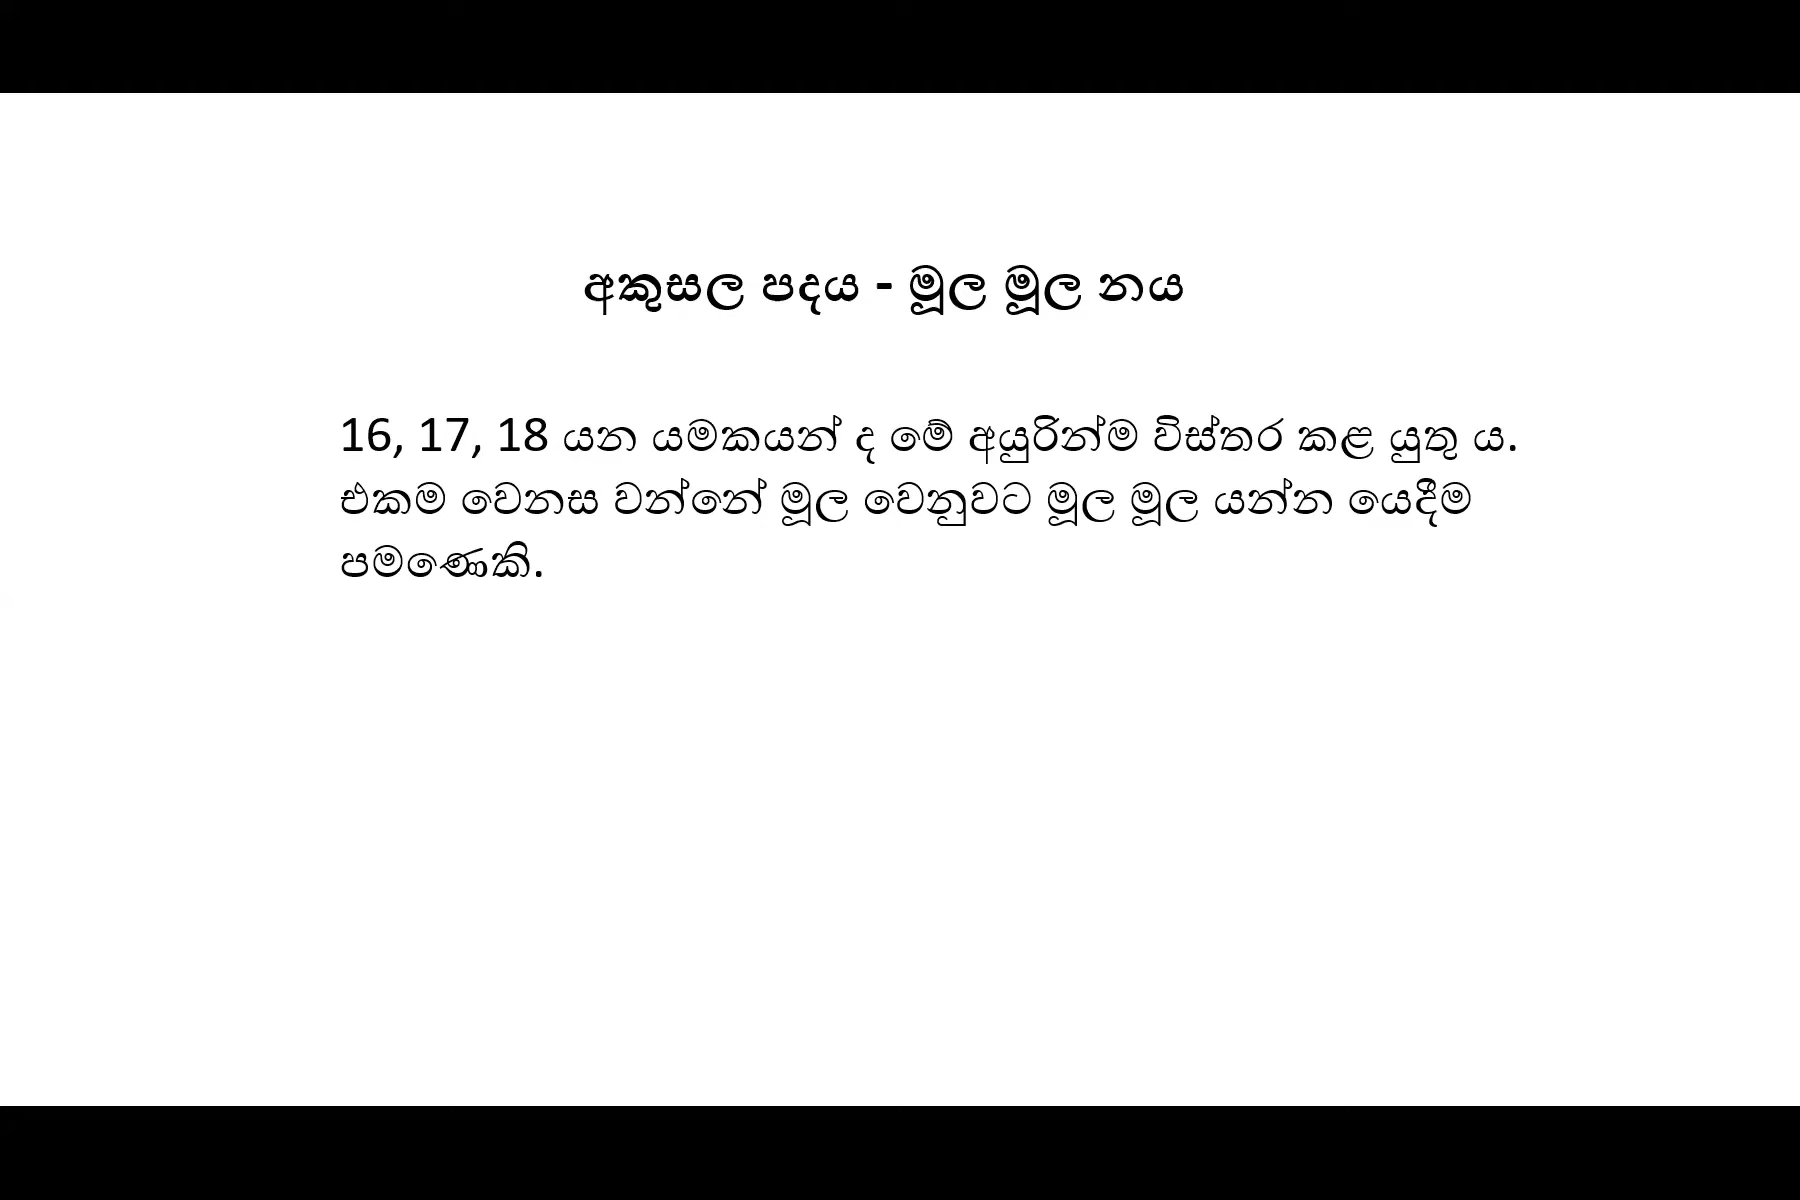 අකුසල පදය - මූල මූල නය
16, 17, 18 යන යමකයන් ද මේ අයුරින්ම විස්තර කළ යුතු ය.
එකම වෙනස වන්නේ මූල වෙනුවට මූල මූල යන්න යෙදීම
පමණෙකි.